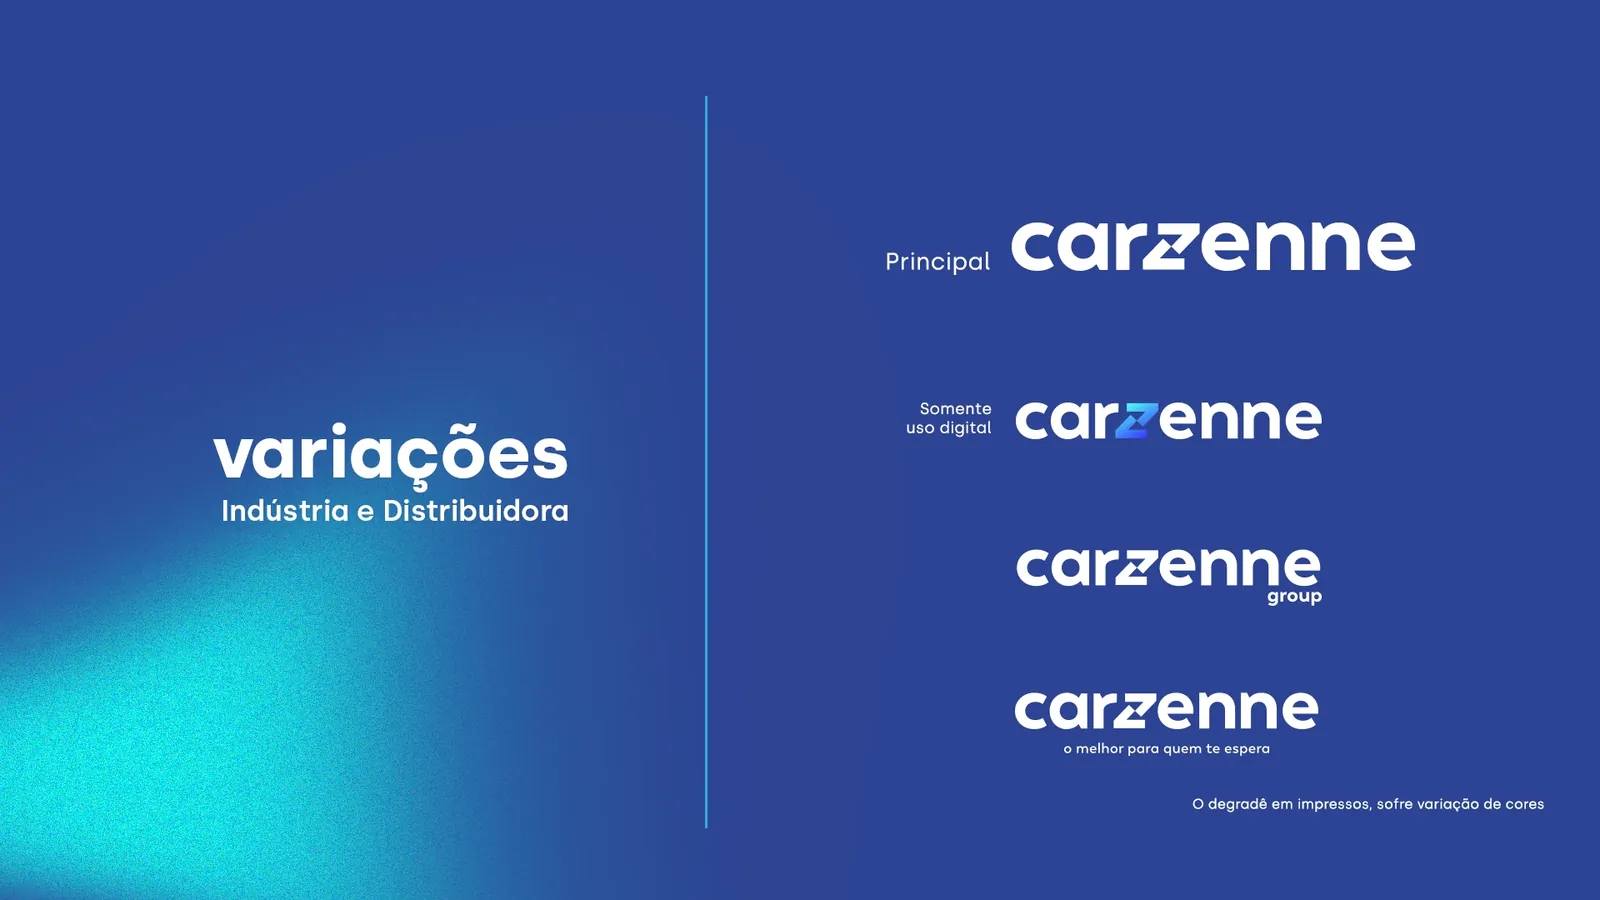 variações
Indústria e Distribuidora
Principal
carzenne
Somente
uso digital
carzenne
carzenne
group
carzenne
o melhor para quem te espera
O degradê em impressos, sofre variação de cores